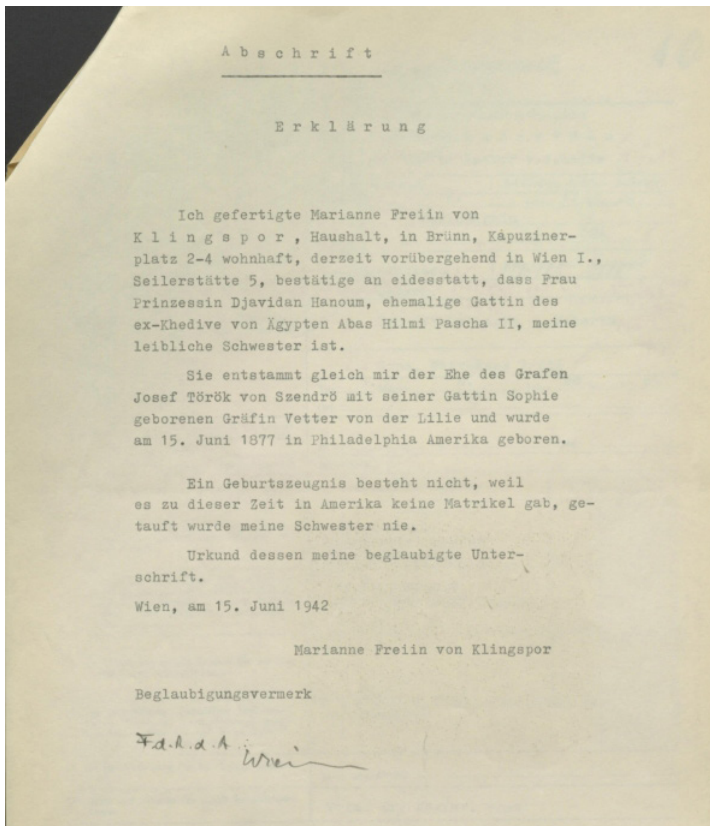 A b s c h r i f t
E r k l ä r u n g
Ich gefertigte Marianne Freiin von
K l i n g s p o r , Haushalt, in Brünn, Kapuziner-
platz 2-4 wohnhaft, derzeit vorübergehend in Wien I.,
Seilerstätte 5, bestätige an eidesstatt, dass Frau
Prinzessin Djavidan Hanoum, ehemalige Gattin des
ex-Khedive von Ägypten Abas Hilmi Pascha II, meine
leibliche Schwester ist.
Sie entstammt gleich mir der Ehe des Grafen
Josef Török von Szendrö mit seiner Gattin Sophie
geborenen Gräfin Vetter von der Lilie und wurde
am 15. Juni 1877 in Philadelphia Amerika geboren.
Ein Geburtszeugnis besteht nicht, weil
es zu dieser Zeit in Amerika keine Matrikel gab, ge-
tauft wurde meine Schwester nie.
Urkund dessen meine beglaubigte Unter-
schrift.
Wien, am 15. Juni 1942
Marianne Freiin von Klingspor
Beglaubigungsvermerk
F.d.R.d.A.